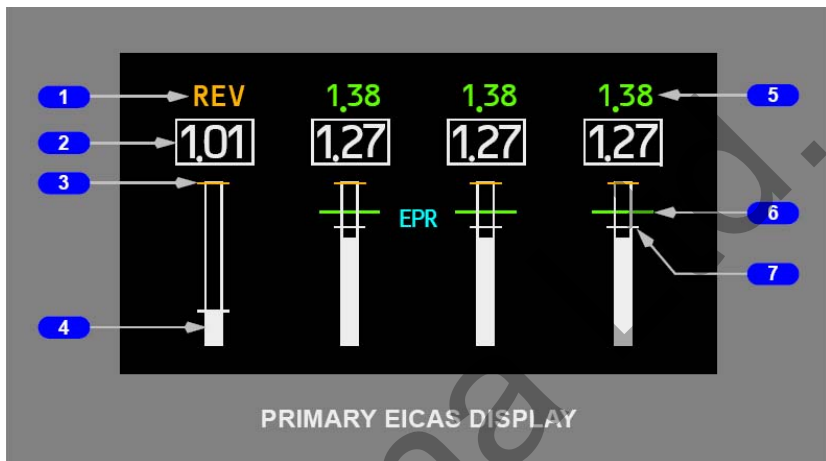 1 REV 1.38 1.38 1.38 5
2 1.01 1.27 1.27 1.27
3
EPR 6
7
4
PRIMARY EICAS DISPLAY